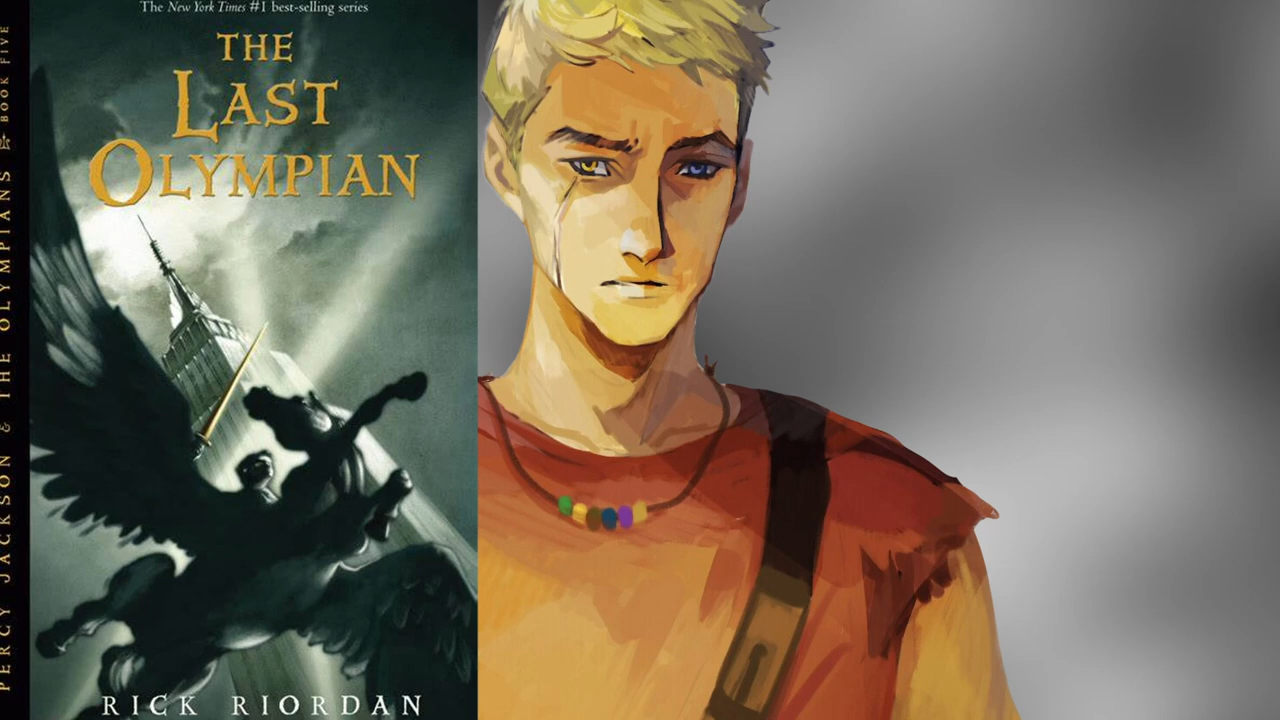 PERCY JACKSON & THE OLYMPIANS ☆ BOOK FIVE
The New York Times #1 best-selling series
THE
LAST
OLYMPIAN
RICK RIORDAN